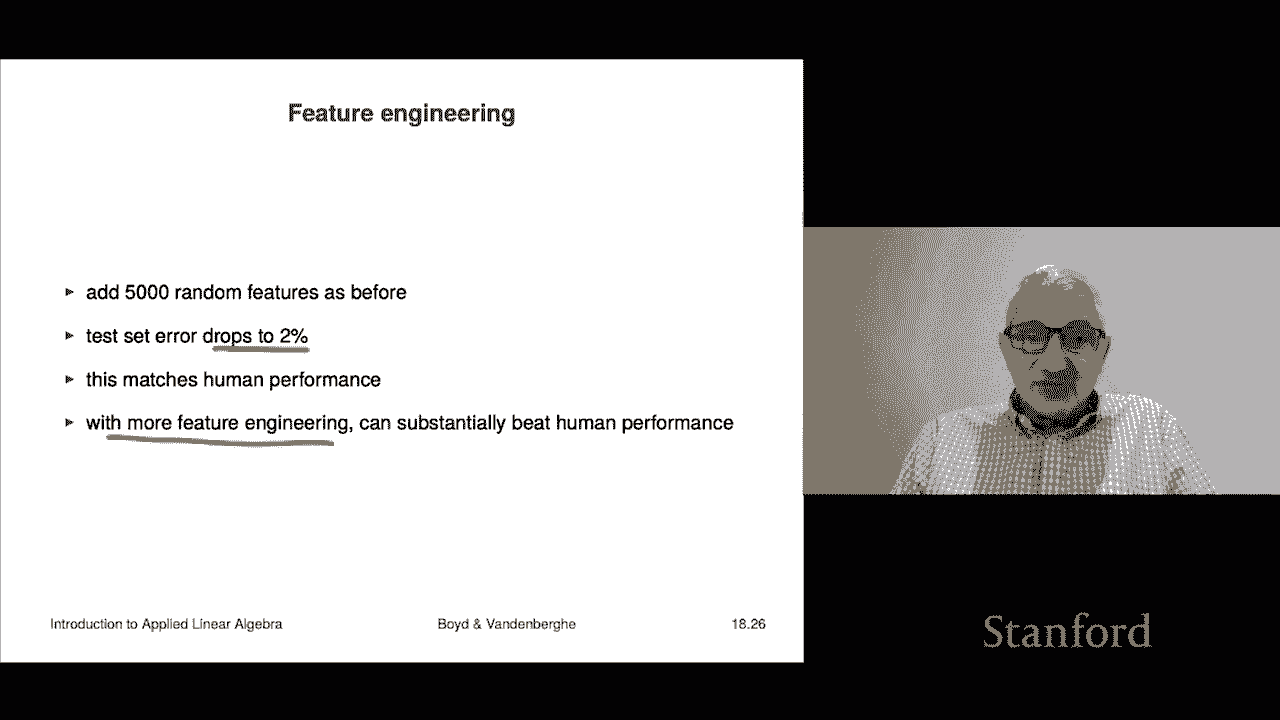 Feature engineering
▶ add 5000 random features as before
▶ test set error drops to 2%
▶ this matches human performance
▶ with more feature engineering, can substantially beat human performance
Introduction to Applied Linear Algebra Boyd & Vandenberghe 18.26
Stanford